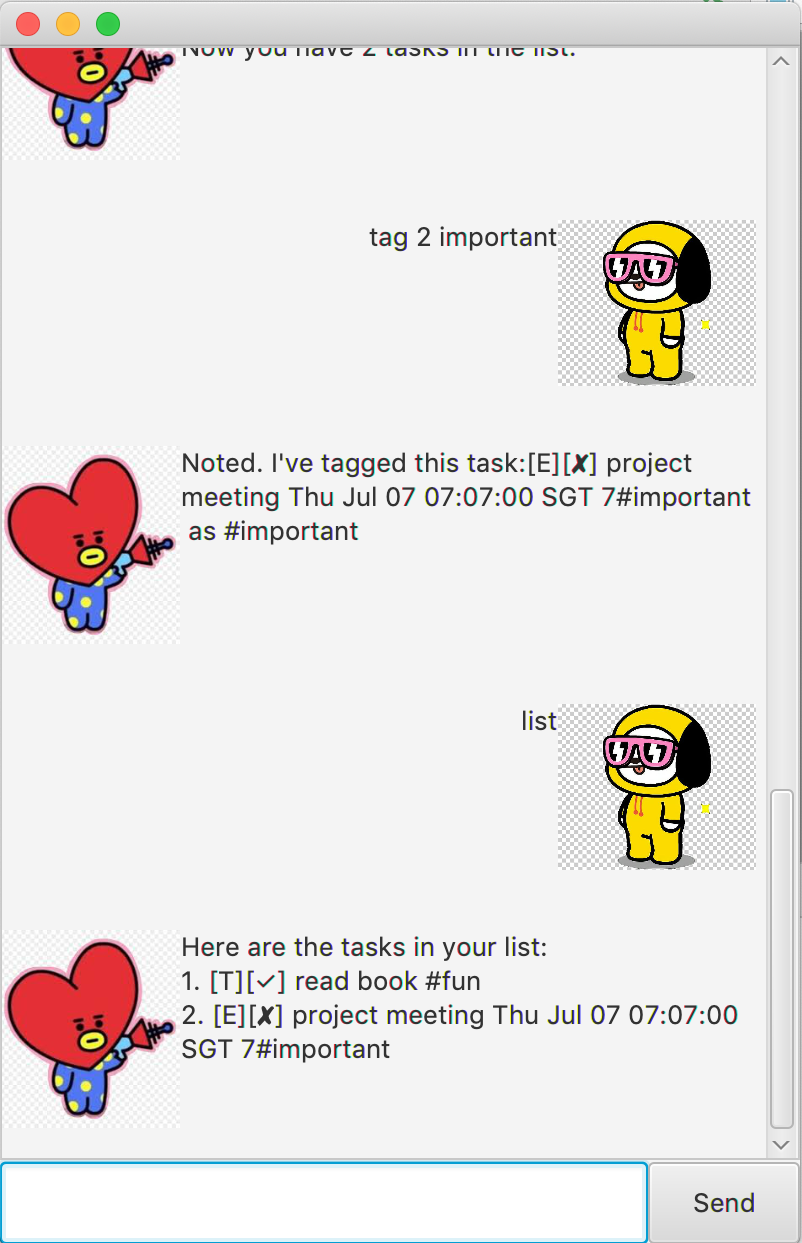 Now you have 2 tasks in the list.
tag 2 important
Noted. I've tagged this task:[E][✘] project
meeting Thu Jul 07 07:07:00 SGT 7#important
as #important
list
Here are the tasks in your list:
1. [T][✓] read book #fun
2. [E][✘] project meeting Thu Jul 07 07:07:00
SGT 7#important
Send